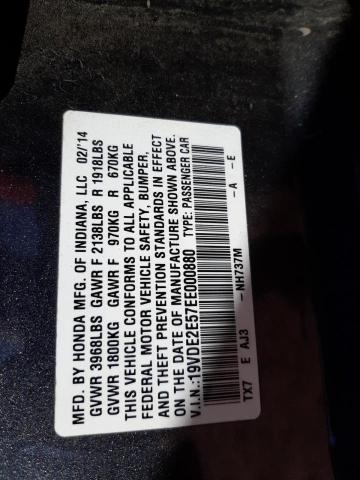 MFD. BY HONDA MFG. OF INDIANA, LLC 02/'14
GVWR 3968LBS GAWR F 2138LBS R 1918LBS
GVWR 1800KG GAWR F 970KG R 670KG
THIS VEHICLE CONFORMS TO ALL APPLICABLE
FEDERAL MOTOR VEHICLE SAFETY, BUMPER,
AND THEFT PREVENTION STANDARDS IN EFFECT
ON THE DATE OF MANUFACTURE SHOWN ABOVE.
V.I.N.:19VDE2E57EE000880 TYPE: PASSENGER CAR
TX7 E AJ3 -NH737M -A -E